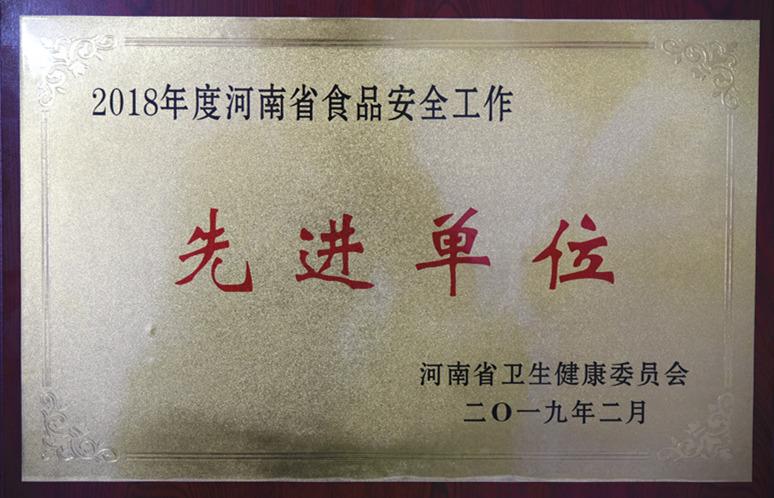 2018年度河南省食品安全工作
先进单位
河南省卫生健康委员会
二〇一九年二月